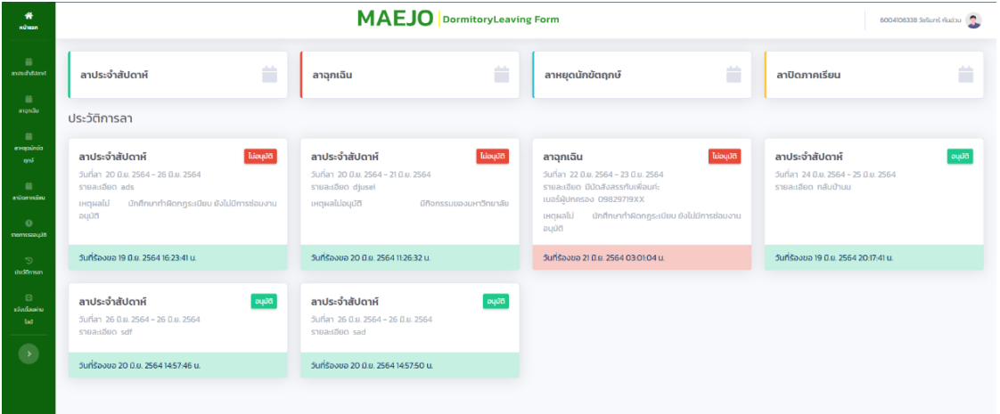 หน้าแรก
MAEJO DormitoryLeaving Form
6004106338 วัชรินทร์ กันอ่วม
ลาประจำสัปดาห์
ลาฉุกเฉิน
ลาหยุดนักขัต
ฤกษ์
ลาปิดภาคเรียน
รายการรออนุมัติ
ประวัติการลา
แจ้งเตือนผ่าน
ไลน์
ลาประจำสัปดาห์
ลาฉุกเฉิน
ลาหยุดนักขัตฤกษ์
ลาปิดภาคเรียน
ประวัติการลา
ลาประจำสัปดาห์
ไม่อนุมัติ
วันที่ลา 20 มิ.ย. 2564 - 26 มิ.ย. 2564
รายละเอียด ads
เหตุผลไม่ นักศึกษาทำผิดกฎระเบียบ ยังไม่มีการซ่อมงาน
อนุมัติ
วันที่ร้องขอ 19 มิ.ย. 2564 16:23:41 น.
ลาประจำสัปดาห์
ไม่อนุมัติ
วันที่ลา 20 มิ.ย. 2564 - 21 มิ.ย. 2564
รายละเอียด djusei
เหตุผลไม่อนุมัติ มีกิจกรรมของมหาวิทยาลัย
วันที่ร้องขอ 20 มิ.ย. 2564 11:26:32 น.
ลาฉุกเฉิน
ไม่อนุมัติ
วันที่ลา 22 มิ.ย. 2564 - 23 มิ.ย. 2564
รายละเอียด มีนัดสังสรรกับเพื่อนค่ะ
เบอร์ผู้ปกครอง 09829719XX
เหตุผลไม่ นักศึกษาทำผิดกฎระเบียบ ยังไม่มีการซ่อมงาน
อนุมัติ
วันที่ร้องขอ 21 มิ.ย. 2564 03:01:04 น.
ลาประจำสัปดาห์
อนุมัติ
วันที่ลา 24 มิ.ย. 2564 - 25 มิ.ย. 2564
รายละเอียด กลับบ้านน
วันที่ร้องขอ 19 มิ.ย. 2564 20:17:41 น.
ลาประจำสัปดาห์
อนุมัติ
วันที่ลา 26 มิ.ย. 2564 - 26 มิ.ย. 2564
รายละเอียด sdf
วันที่ร้องขอ 20 มิ.ย. 2564 14:57:46 น.
ลาประจำสัปดาห์
อนุมัติ
วันที่ลา 26 มิ.ย. 2564 - 26 มิ.ย. 2564
รายละเอียด sad
วันที่ร้องขอ 20 มิ.ย. 2564 14:57:50 น.